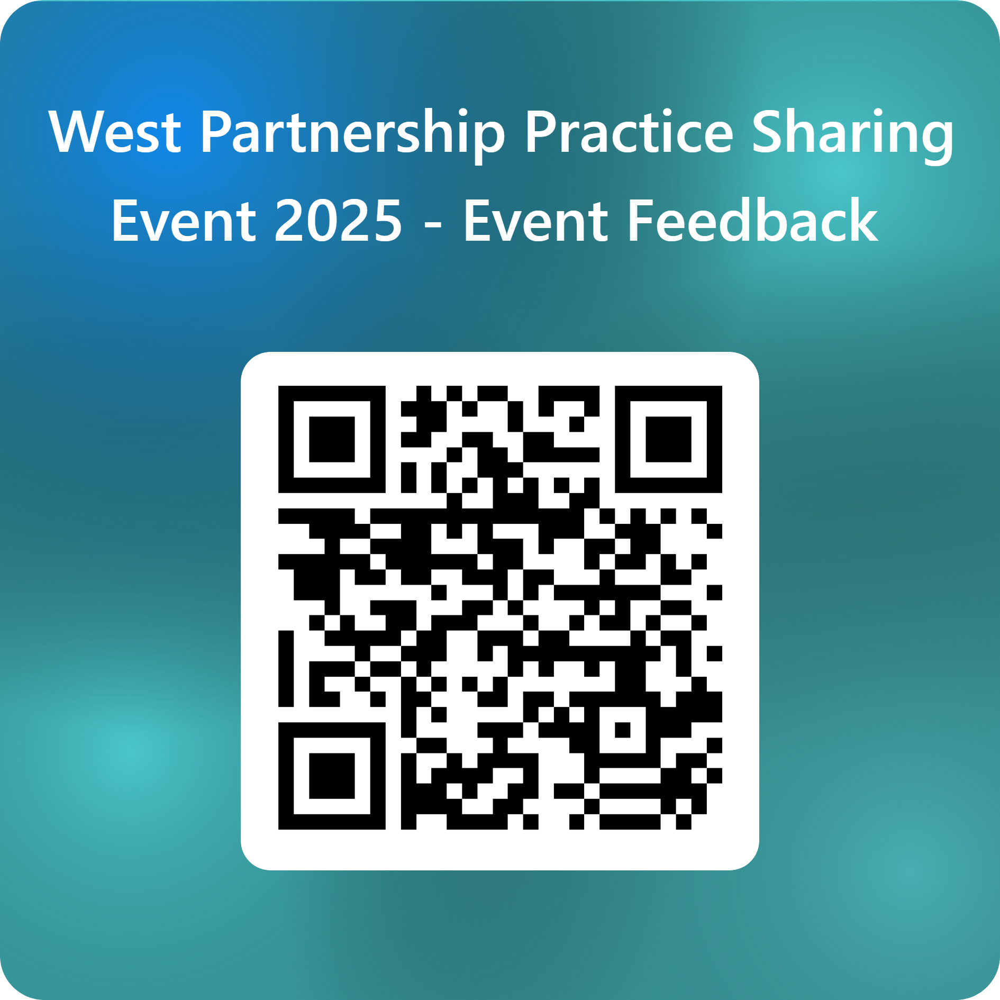 West Partnership Practice Sharing
Event 2025 - Event Feedback